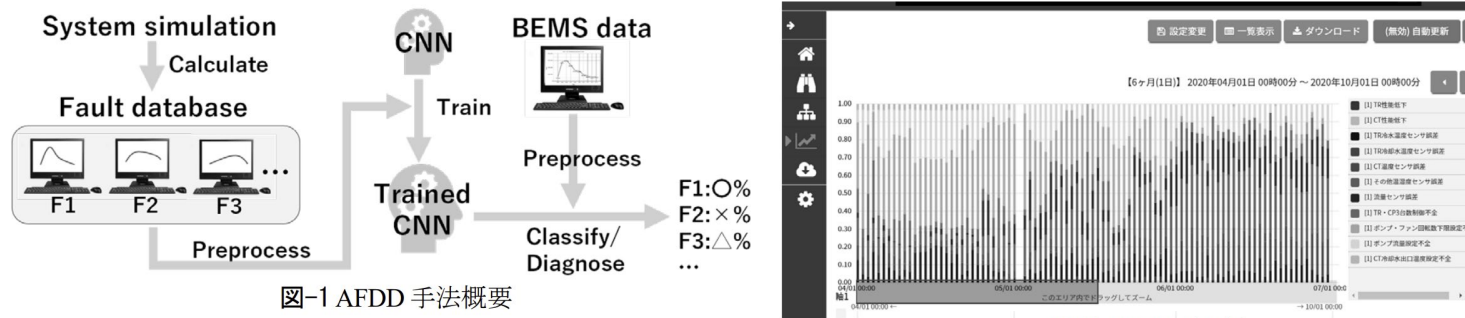 System simulation
Calculate
Fault database
F1
F2
F3
...
Preprocess
CNN
Train
Trained
CNN
BEMS data
Preprocess
Classify/
Diagnose
F1:○%
F2:×%
F3:△%
...
図-1 AFDD 手法概要
設定変更
一覧表示
ダウンロード
(無効) 自動更新
【6ヶ月(1日)】 2020年04月01日 00時00分 ~ 2020年10月01日 00時00分
1.00
0.90
0.80
0.70
0.60
0.50
0.40
0.30
0.20
0.10
0.00
04/01 00:00
05/01 00:00
06/01 00:00
07/01 00:00
軸1
このエリア内でドラッグしてズーム
04/01 00:00 ←
→ 10/01 00:00
[1] TR性能低下
[1] CT性能低下
[1] TR冷水温度センサ誤差
[1] TR冷却水温度センサ誤差
[1] CT温度センサ誤差
[1] その他温湿度センサ誤差
[1] 流量センサ誤差
[1] TR・CP3台数制御不全
[1] ポンプ・ファン回転数下限設定不
[1] ポンプ流量設定不全
[1] CT冷却水出口温度設定不全